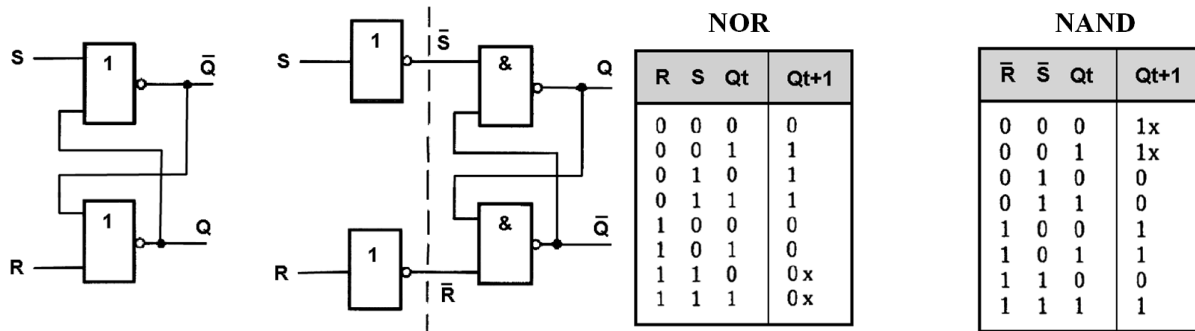 S
1
Q̅
1
Q
R
S
1
S̅
&
Q
1
R
R̅
&
Q̅
NOR
R S Qt Qt+1
0 0 0 0
0 0 1 1
0 1 0 1
0 1 1 1
1 0 0 0
1 0 1 0
1 1 0 0x
1 1 1 0x
NAND
R̅ S̅ Qt Qt+1
0 0 0 1x
0 0 1 1x
0 1 0 0
0 1 1 0
1 0 0 1
1 0 1 1
1 1 0 0
1 1 1 1